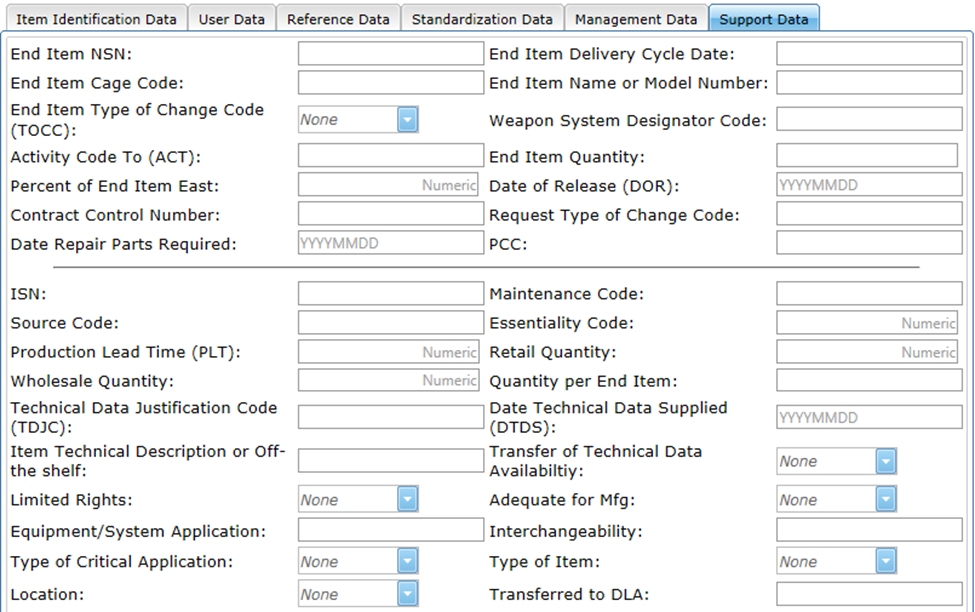 Item Identification Data User Data Reference Data Standardization Data Management Data Support Data
End Item NSN: End Item Delivery Cycle Date:
End Item Cage Code: End Item Name or Model Number:
End Item Type of Change Code
(TOCC): None Weapon System Designator Code:
Activity Code To (ACT): End Item Quantity:
Percent of End Item East: Numeric Date of Release (DOR): YYYYMMDD
Contract Control Number: Request Type of Change Code:
Date Repair Parts Required: YYYYMMDD PCC:
ISN: Maintenance Code:
Source Code: Essentiality Code: Numeric
Production Lead Time (PLT): Numeric Retail Quantity: Numeric
Wholesale Quantity: Numeric Quantity per End Item:
Technical Data Justification Code Date Technical Data Supplied
(TDJC): (DTDS): YYYYMMDD
Item Technical Description or Off- Transfer of Technical Data
the shelf: Availabiltiy: None
Limited Rights: None Adequate for Mfg: None
Equipment/System Application: Interchangeability:
Type of Critical Application: None Type of Item: None
Location: None Transferred to DLA: